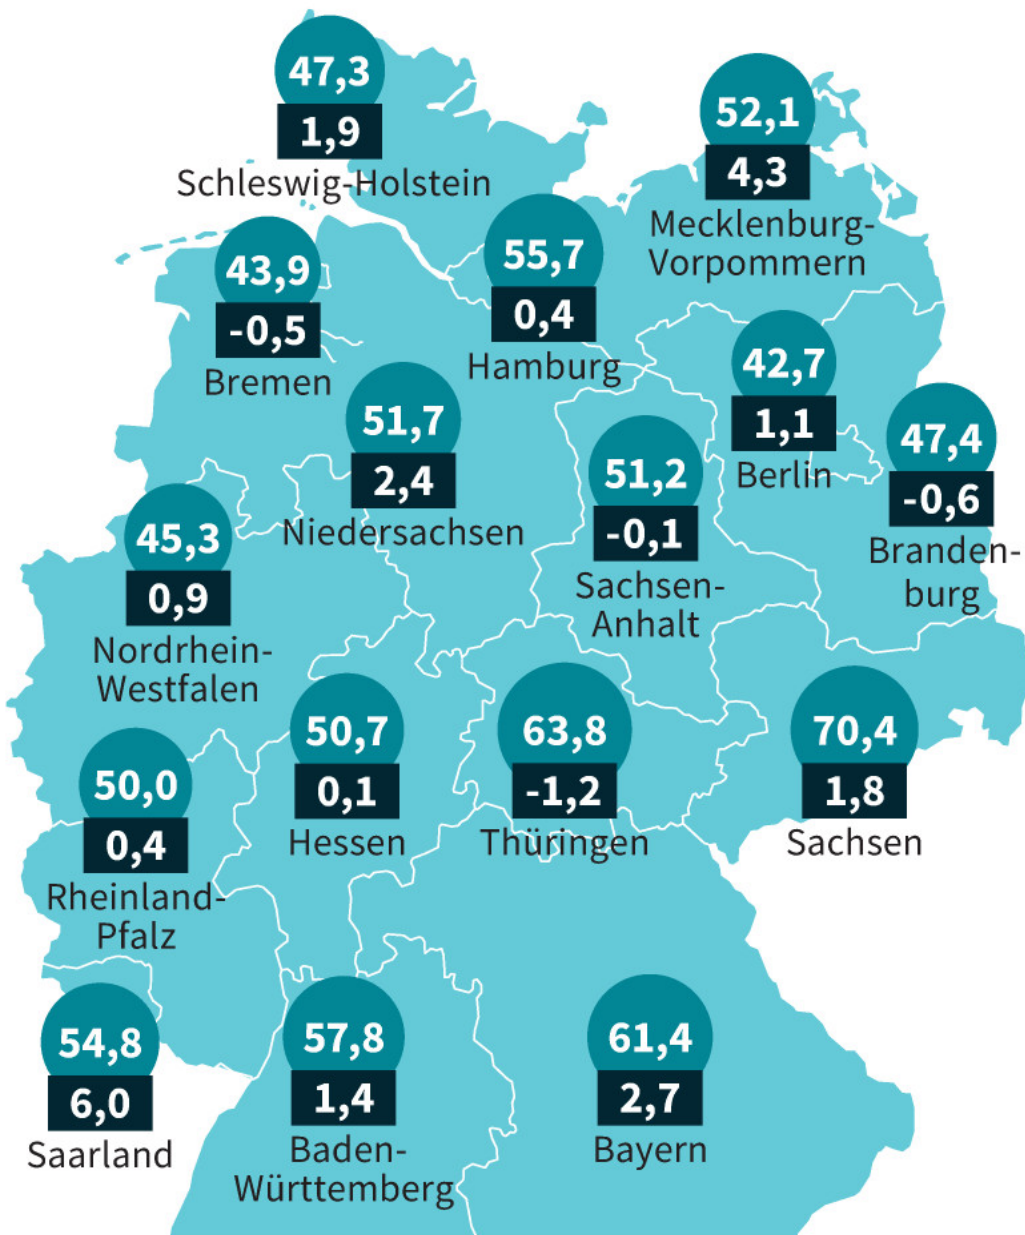 47,3
1,9
Schleswig-Holstein
52,1
4,3
Mecklenburg-
Vorpommern
43,9
-0,5
Bremen
55,7
0,4
Hamburg
42,7
1,1
Berlin
51,7
2,4
Niedersachsen
51,2
-0,1
Sachsen-
Anhalt
47,4
-0,6
Branden-
burg
45,3
0,9
Nordrhein-
Westfalen
50,0
0,4
Rheinland-
Pfalz
50,7
0,1
Hessen
63,8
-1,2
Thüringen
70,4
1,8
Sachsen
54,8
6,0
Saarland
57,8
1,4
Baden-
Württemberg
61,4
2,7
Bayern